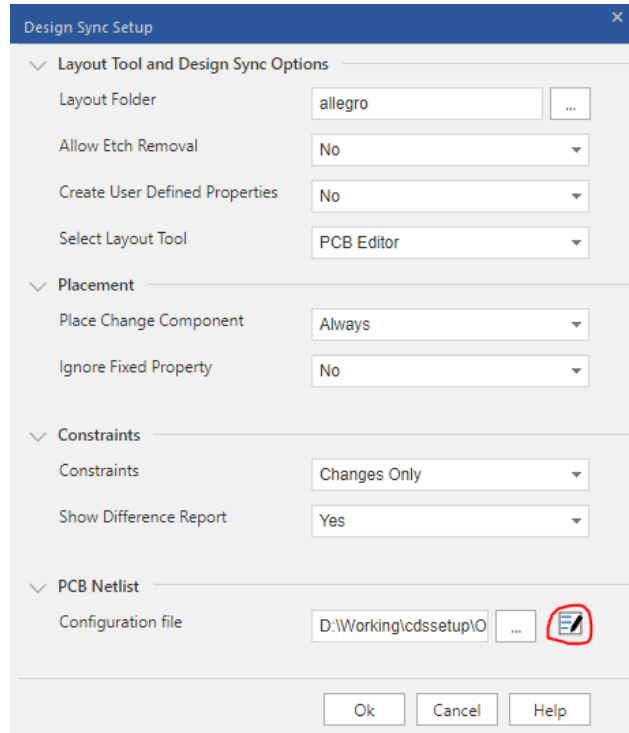 Design Sync Setup
Layout Tool and Design Sync Options
Layout Folder
allegro
...
Allow Etch Removal
No
Create User Defined Properties
No
Select Layout Tool
PCB Editor
Placement
Place Change Component
Always
Ignore Fixed Property
No
Constraints
Constraints
Changes Only
Show Difference Report
Yes
PCB Netlist
Configuration file
D:\Working\cdssetup\O
...
Ok
Cancel
Help